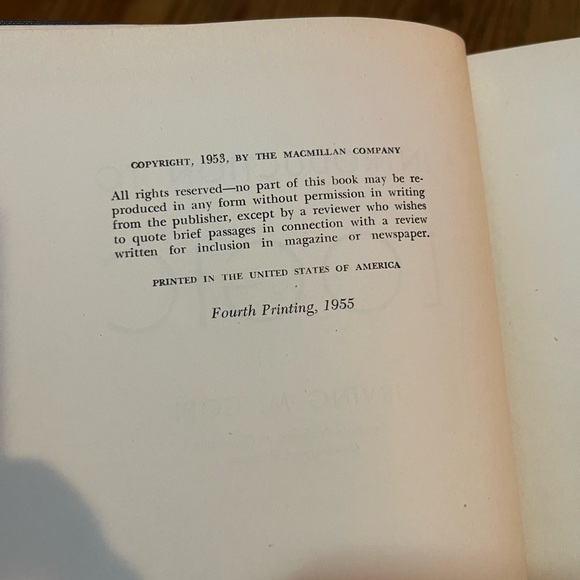 COPYRIGHT, 1953, BY THE MACMILLAN COMPANY
All rights reserved—no part of this book may be re-
produced in any form without permission in writing
from the publisher, except by a reviewer who wishes
to quote brief passages in connection with a review
written for inclusion in magazine or newspaper.
PRINTED IN THE UNITED STATES OF AMERICA
Fourth Printing, 1955